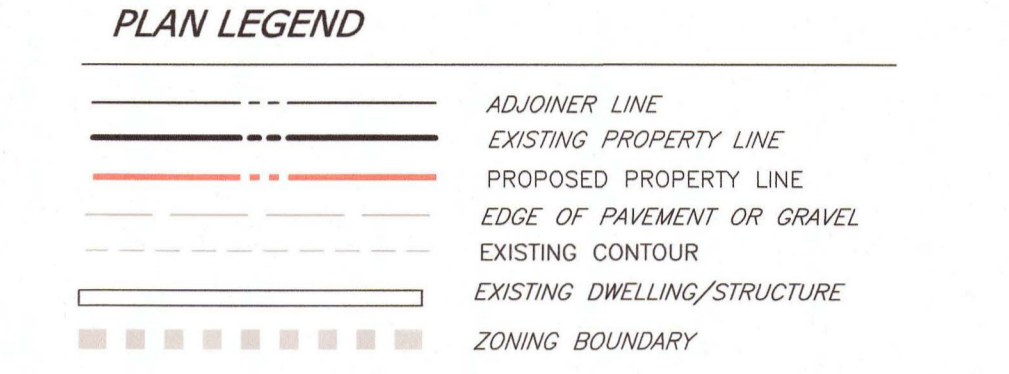 PLAN LEGEND
ADJOINER LINE
EXISTING PROPERTY LINE
PROPOSED PROPERTY LINE
EDGE OF PAVEMENT OR GRAVEL
EXISTING CONTOUR
EXISTING DWELLING/STRUCTURE
ZONING BOUNDARY